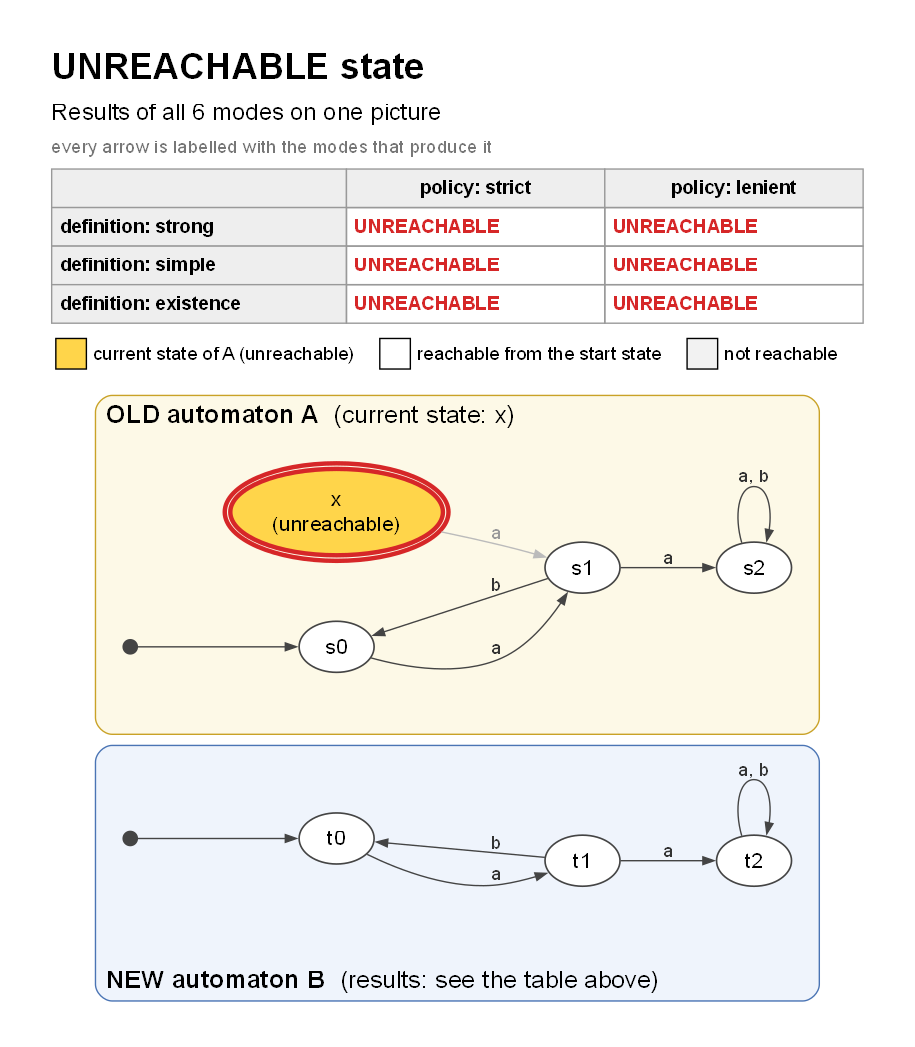 UNREACHABLE state
Results of all 6 modes on one picture
every arrow is labelled with the modes that produce it
policy: strict policy: lenient
definition: strong UNREACHABLE UNREACHABLE
definition: simple UNREACHABLE UNREACHABLE
definition: existence UNREACHABLE UNREACHABLE
current state of A (unreachable) reachable from the start state not reachable
OLD automaton A (current state: x)
a, b
x
(unreachable)
a
s1
a
s2
b
s0
a
a, b
t0
b
a
t1
a
t2
NEW automaton B (results: see the table above)